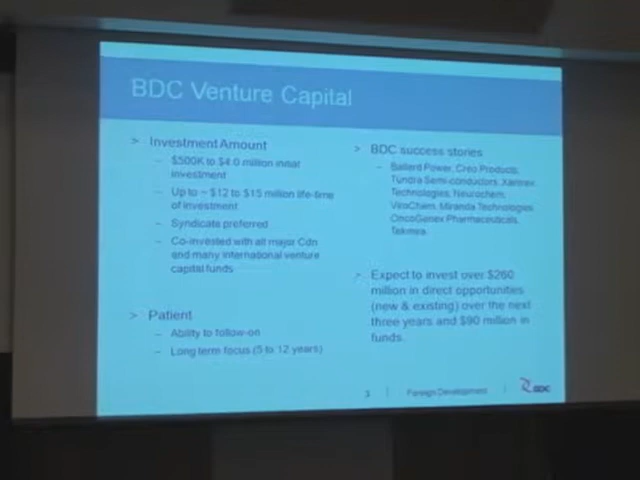 BDC Venture Capital
> Investment Amount
– $500K to $4.0 million initial
investment
– Up to ~ $12 to $15 million life-time
of investment
– Syndicate preferred
– Co-invested with all major Cdn
and many international venture
capital funds
> Patient
– Ability to follow-on
– Long term focus (5 to 12 years)
> BDC success stories
– Ballard Power, Creo Products,
Tundra Semi-conductors, Xantrex
Technologies, Neurochem,
ViroChem, Miranda Technologies
OncoGenex Pharmaceuticals,
Tekmira
> Expect to invest over $260
million in direct opportunities
(new & existing) over the next
three years and $90 million in
funds.
3 | Foreign Development | BDC